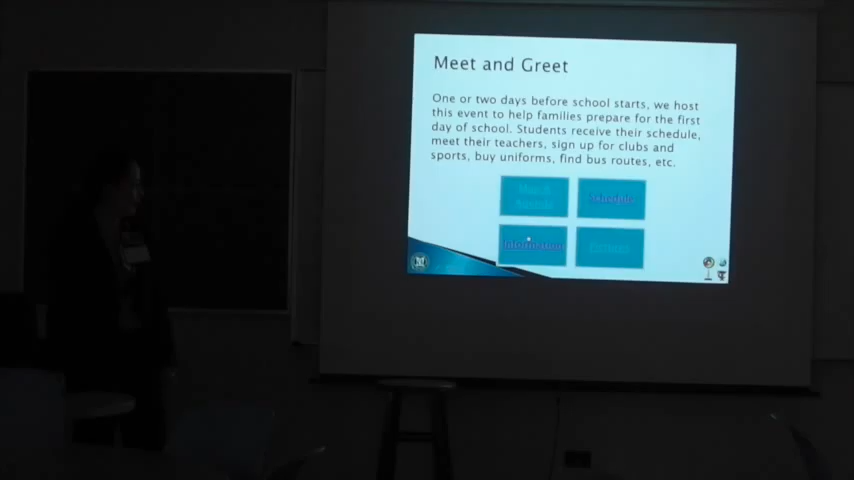 Meet and Greet
One or two days before school starts, we host
this event to help families prepare for the first
day of school. Students receive their schedule,
meet their teachers, sign up for clubs and
sports, buy uniforms, find bus routes, etc.
Information